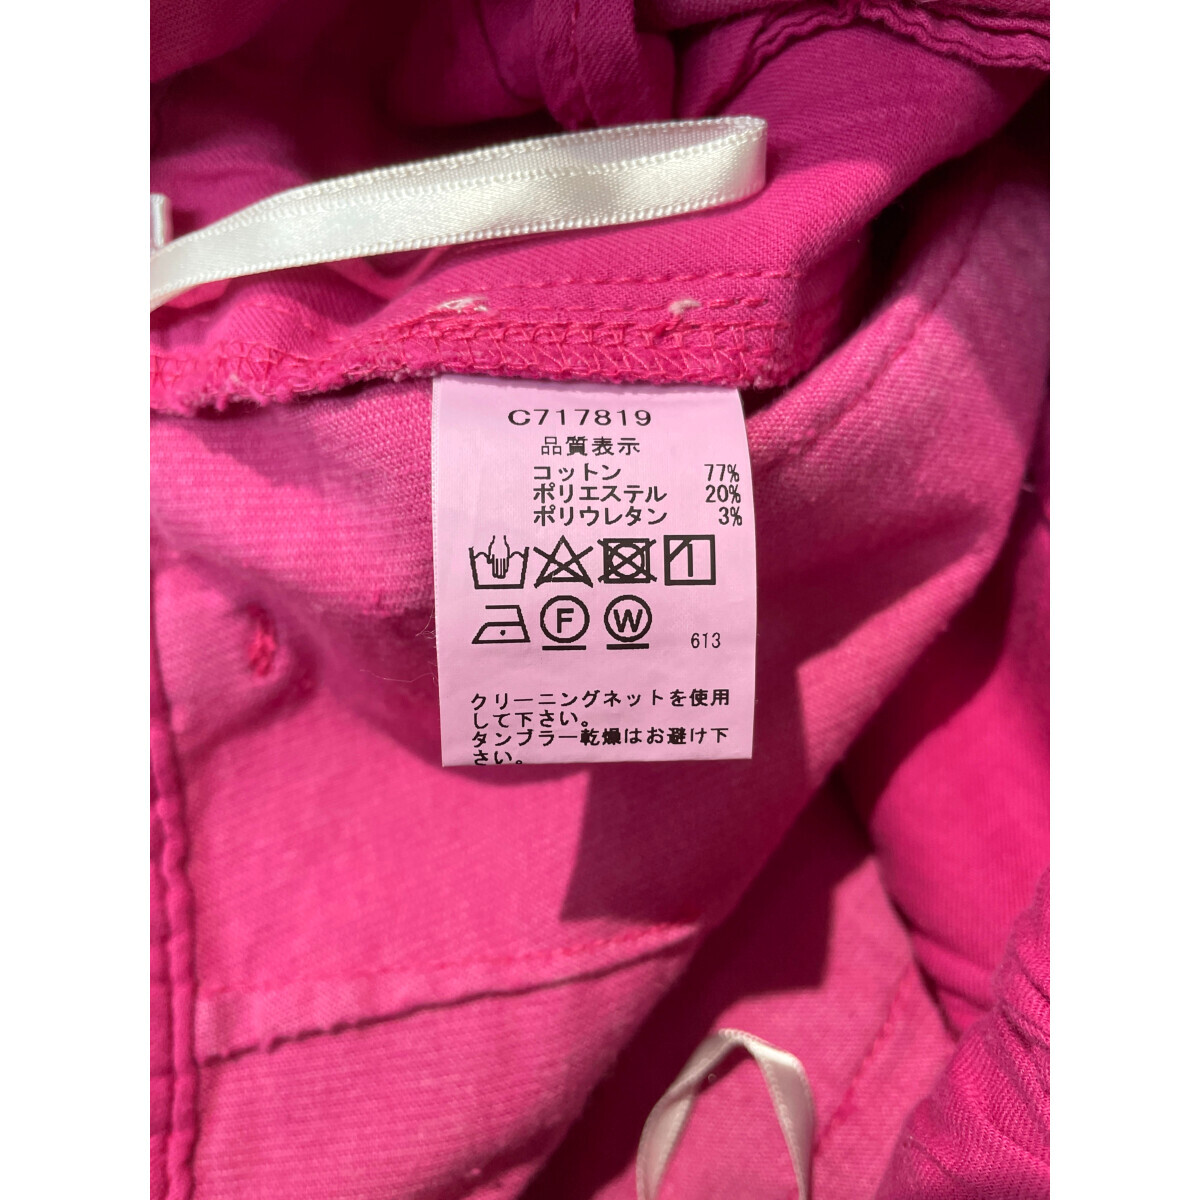 C717819
品質表示
コットン 77%
ポリエステル 20%
ポリウレタン 3%
F W 613
クリーニングネットを使用
して下さい。
タンブラー乾燥はお避け下
さい。